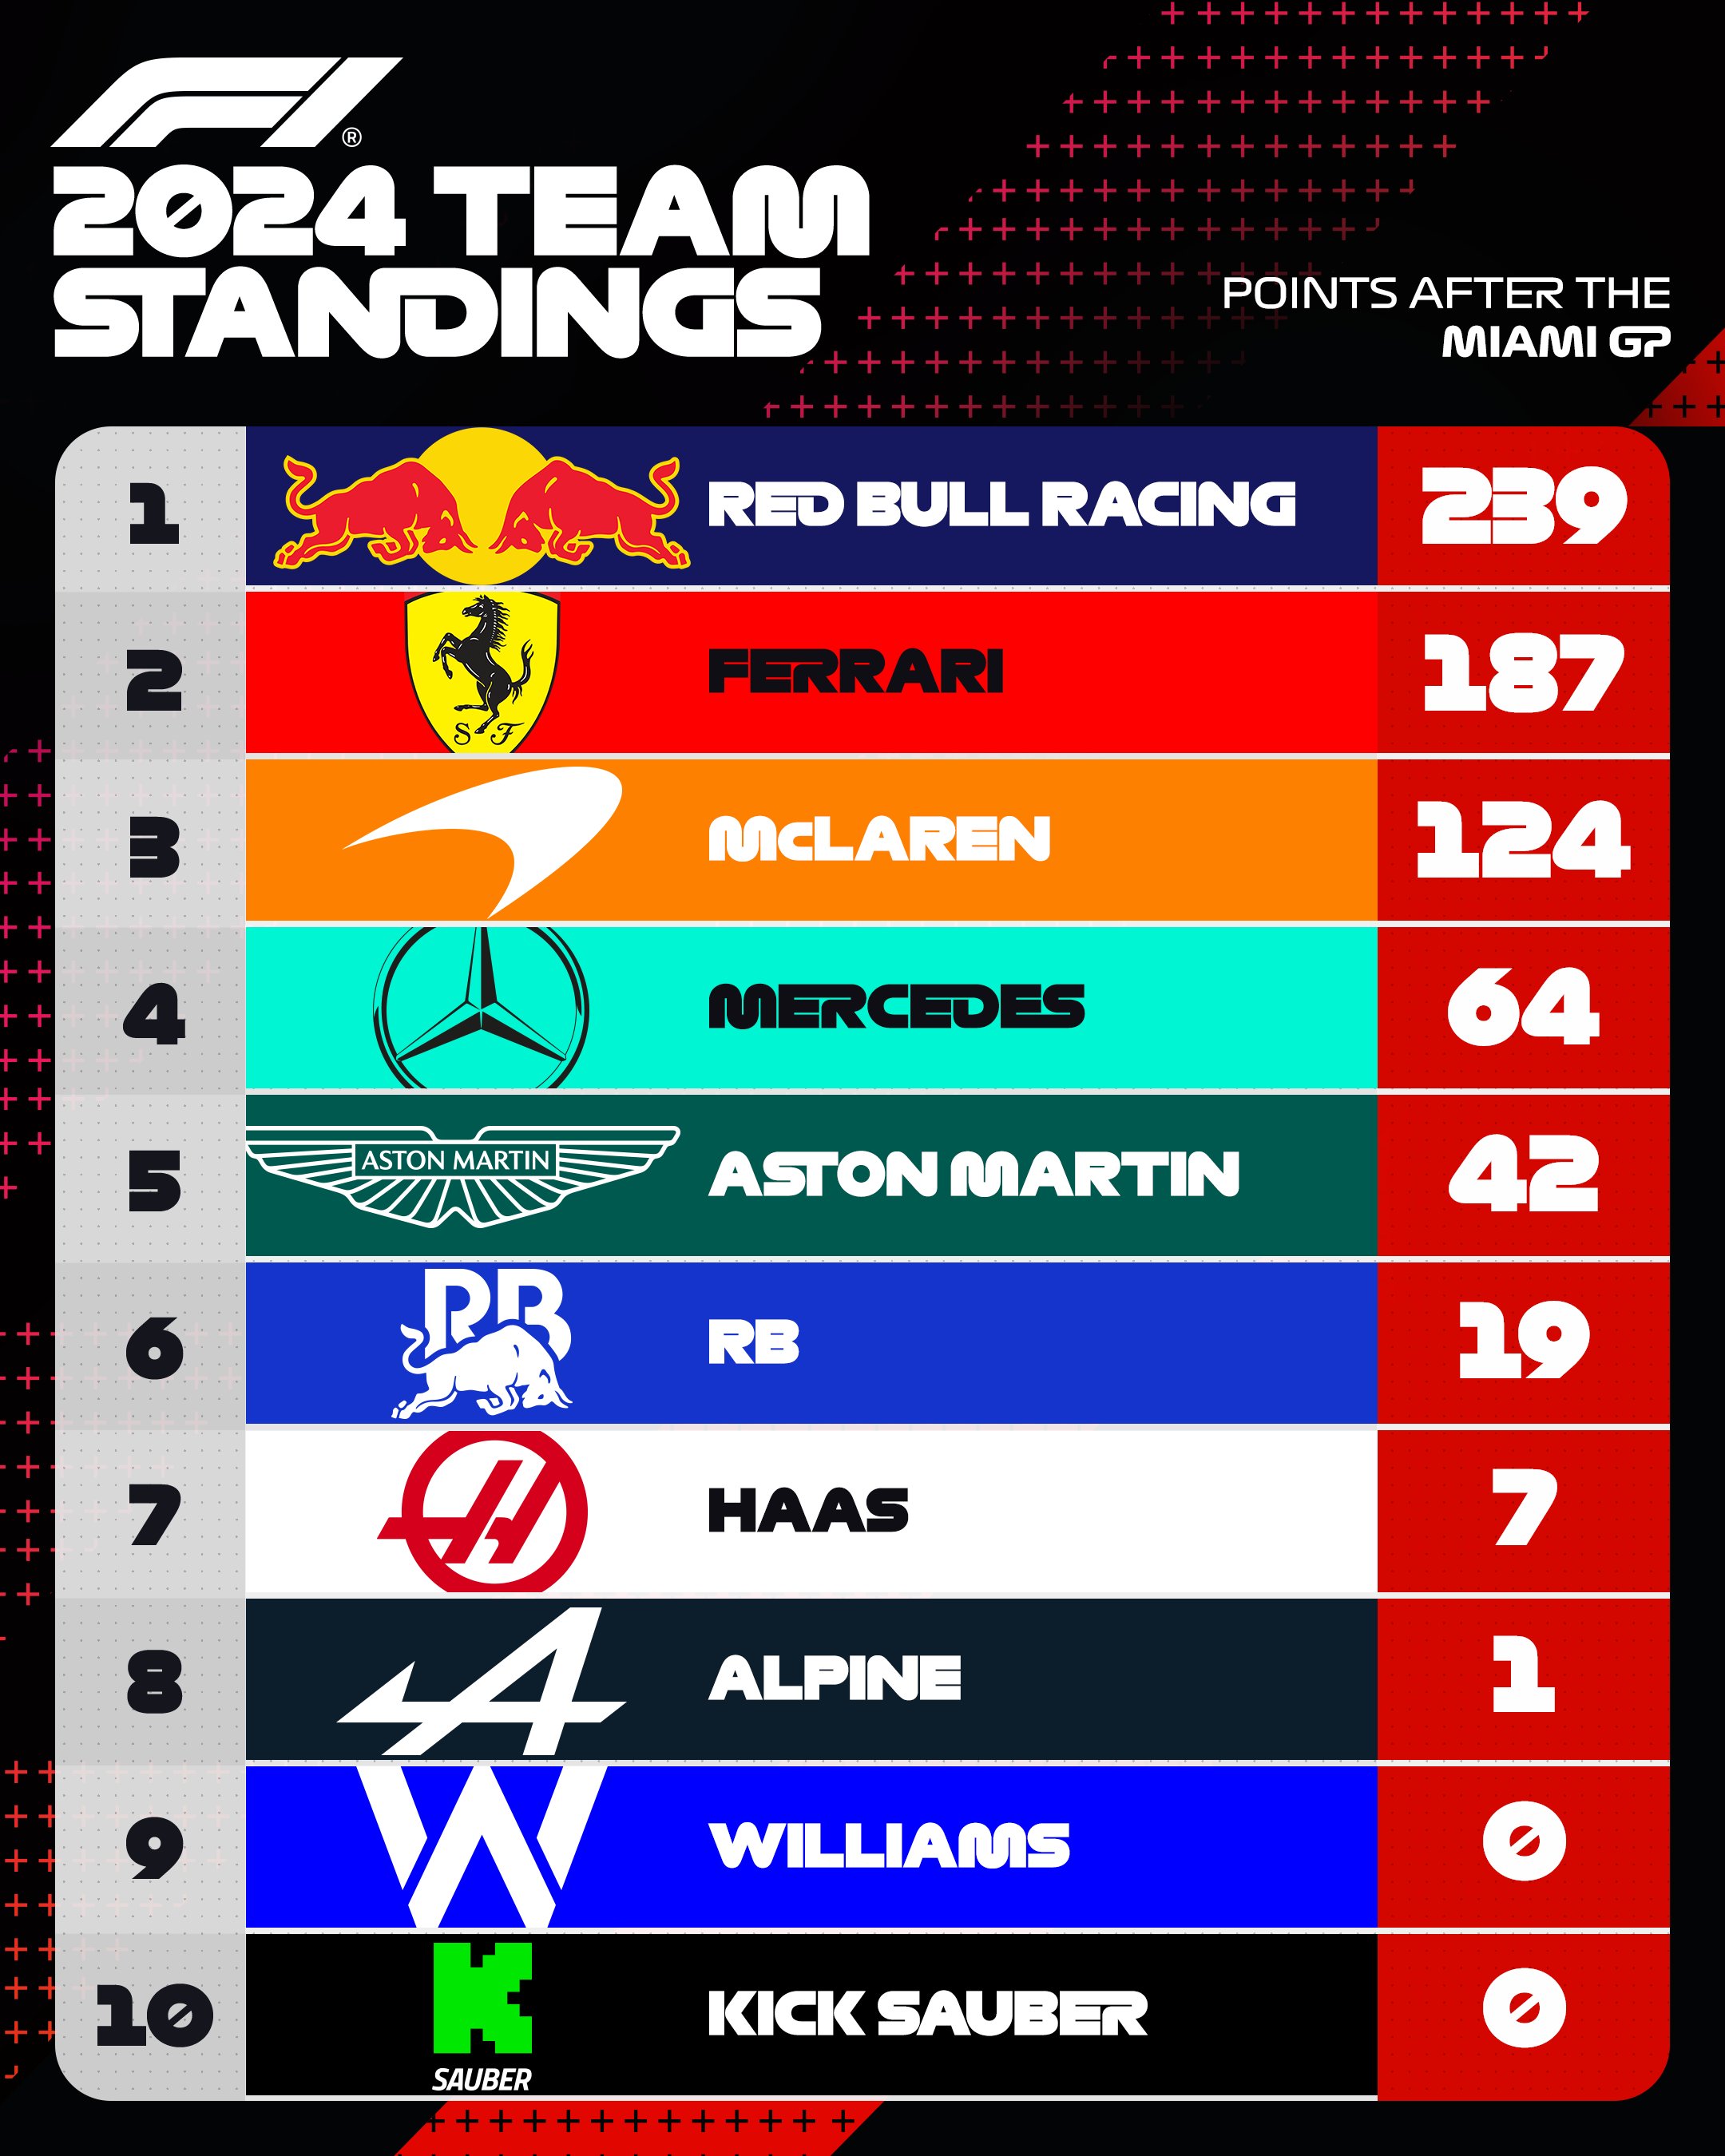 F1®
2024 TEAM
STANDINGS
POINTS AFTER THE
MIAMI GP
1 RED BULL RACING 239
2 S F FERRARI 187
3 McLAREN 124
4 MERCEDES 64
5 ASTON MARTIN ASTON MARTIN 42
6 RB RB 19
7 HAAS 7
8 ALPINE 1
9 WILLIAMS 0
10 KICK SAUBER 0
SAUBER